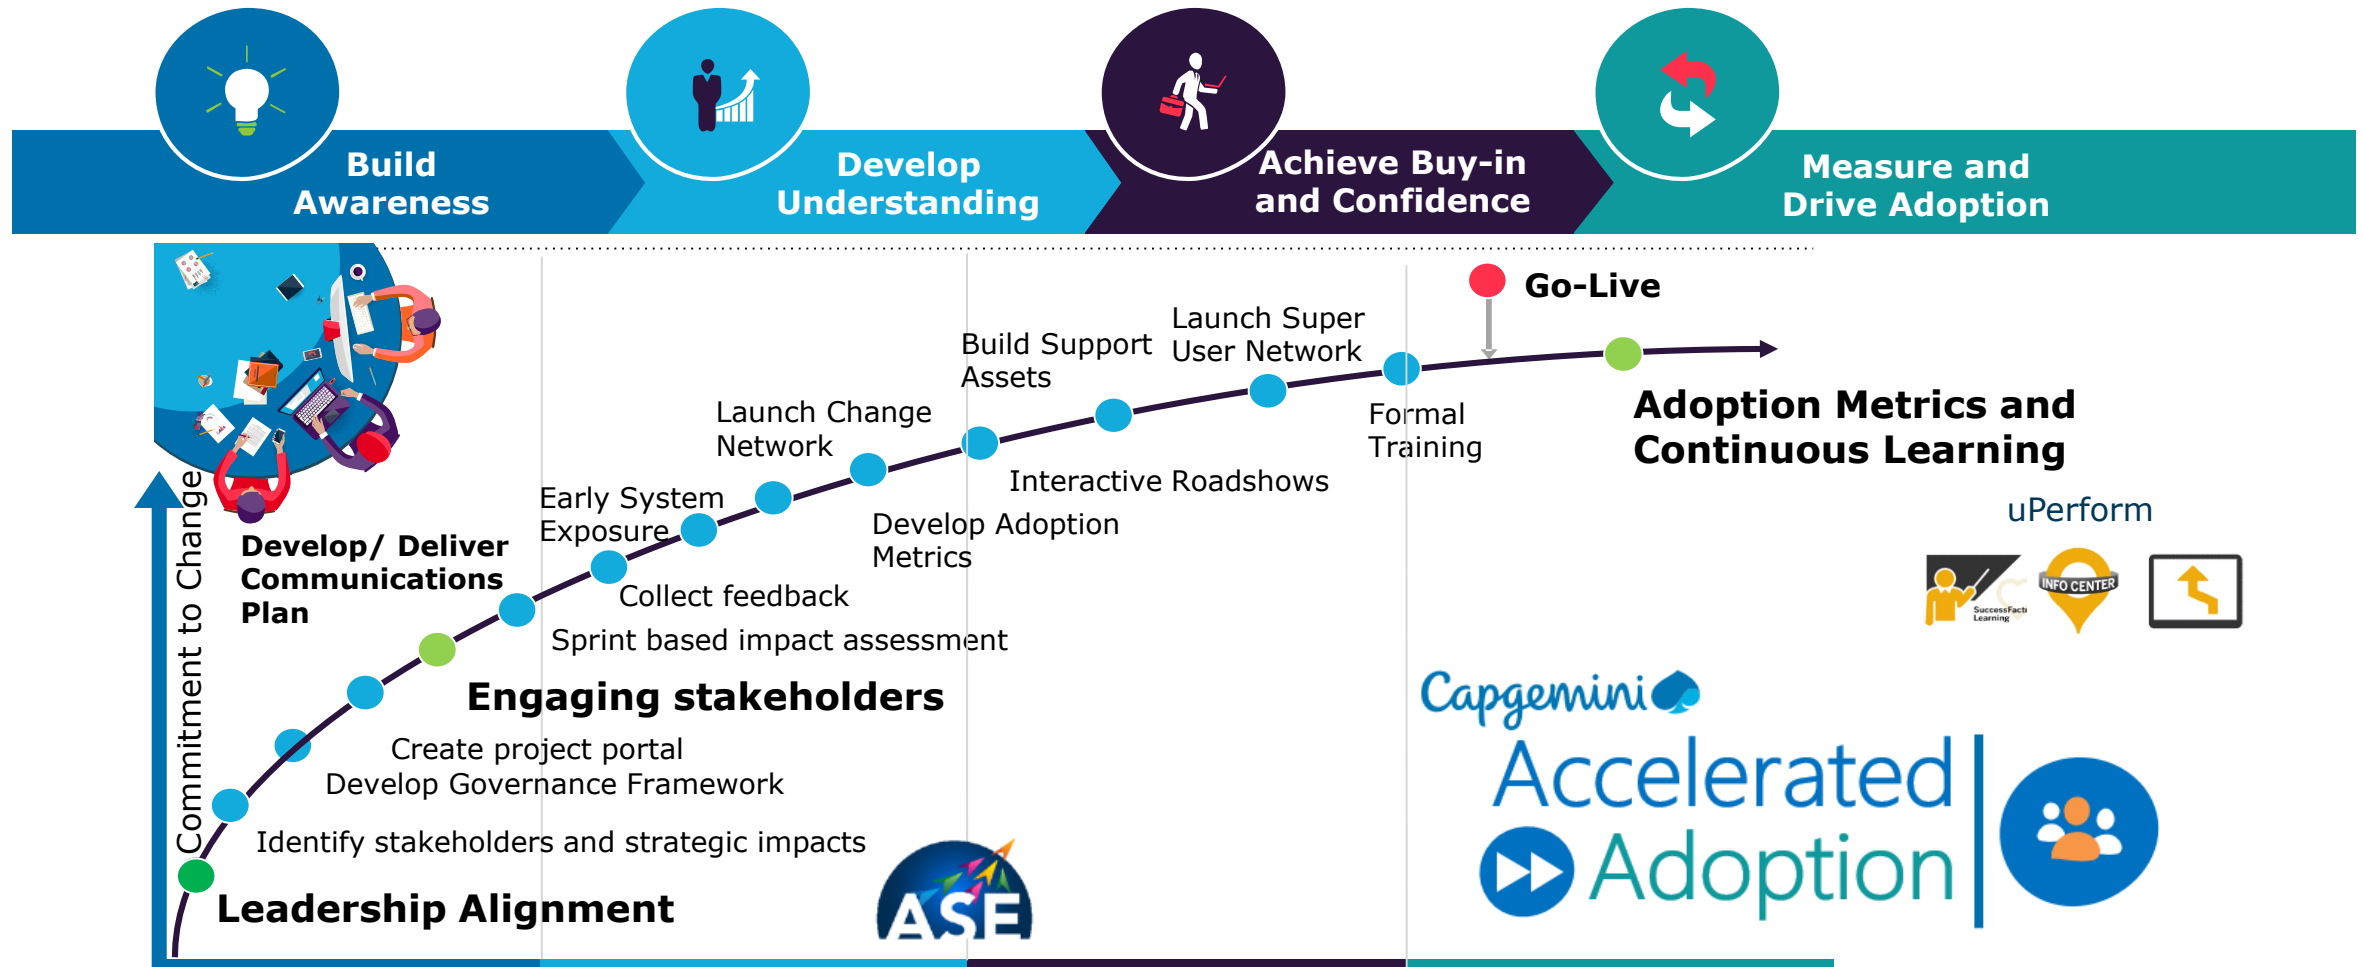 Build
Awareness
Develop
Understanding
Achieve Buy-in
and Confidence
Measure and
Drive Adoption
Go-Live
Launch Super
User Network
Build Support
Assets
Launch Change
Network
Formal
Training
Adoption Metrics and
Continuous Learning
Interactive Roadshows
Early System
Exposure
Develop Adoption
Metrics
uPerform
Commitment to Change
Develop/ Deliver
Communications
Plan
Collect feedback
INFO CENTER
SuccessFacti
Learning
Sprint based impact assessment
Engaging stakeholders
Capgemini
Create project portal
Develop Governance Framework
Accelerated
Adoption
Identify stakeholders and strategic impacts
Leadership Alignment
ASE